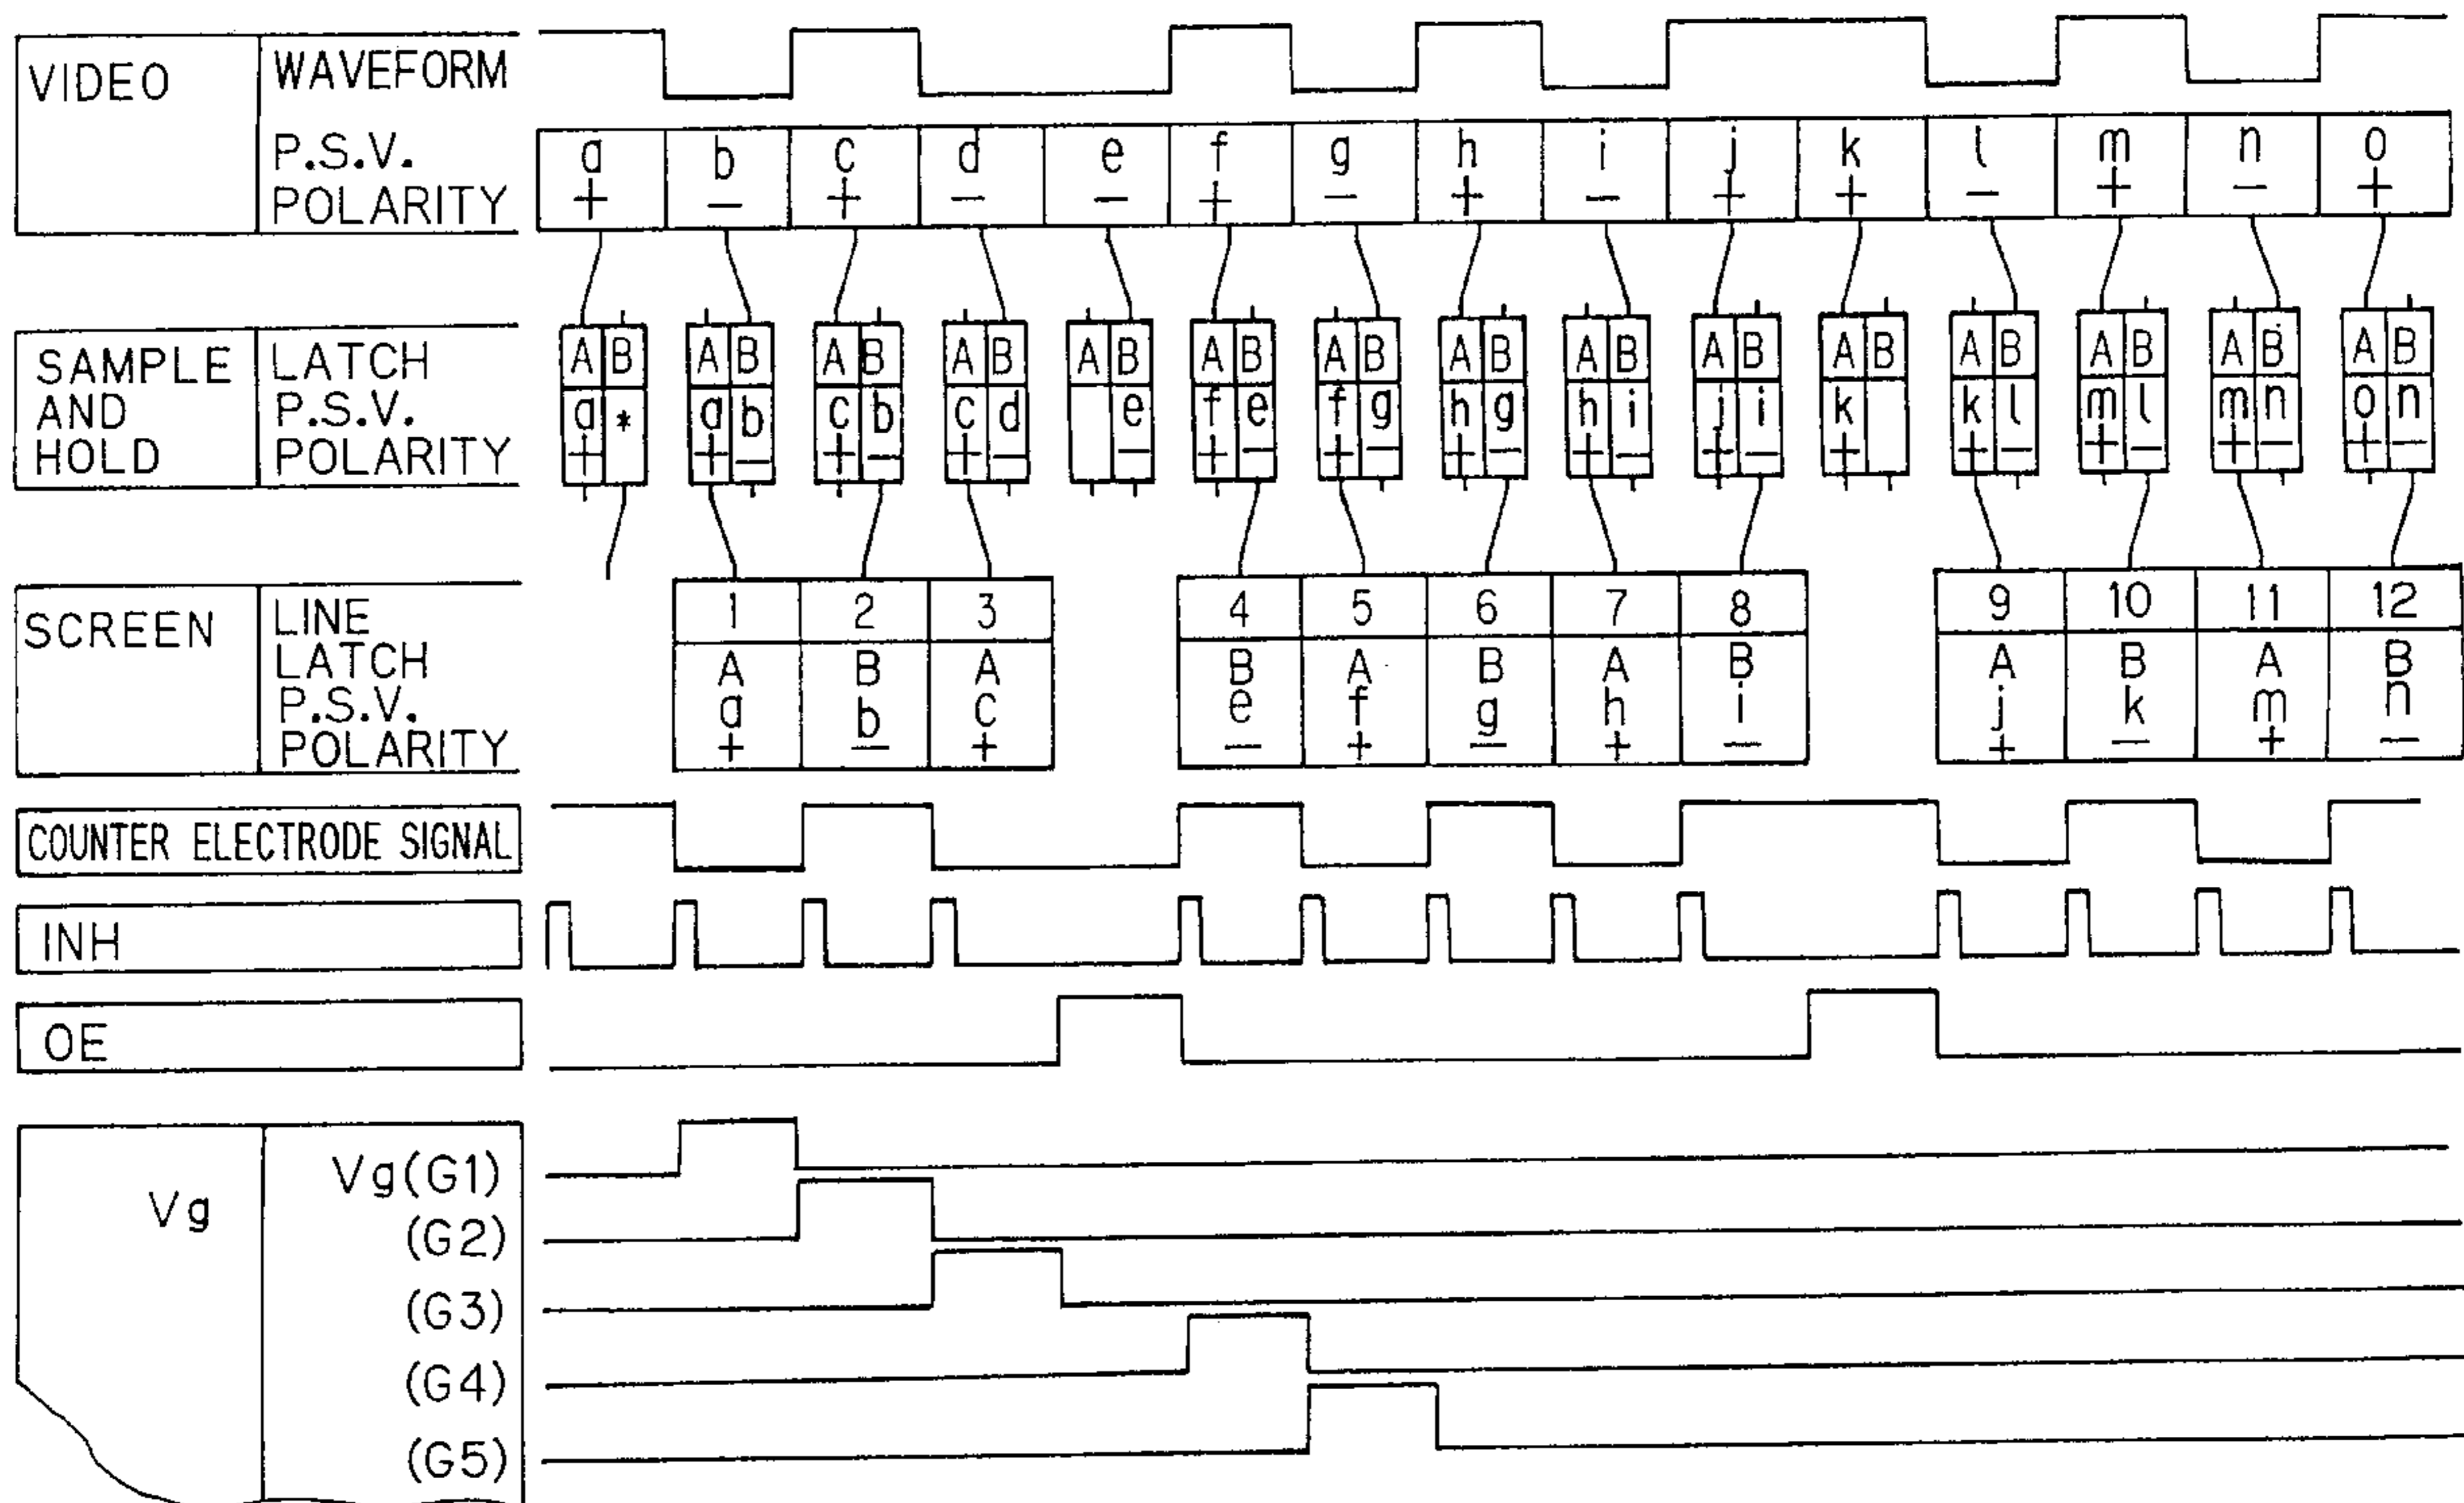 VIDEO
WAVEFORM
P.S.V.
POLARITY
a b c d e f g h i j k l m n o
+ − + − − + − + − + + − + − +
SAMPLE
AND
HOLD
LATCH
P.S.V.
POLARITY
A B A B A B A B A B A B A B A B A B A B A B A B A B A B A B
a * a b c b c d e f e f g h g h i j i k k l m l m n o n
+ + − + − + − − + − + − + − + − + − + + − + − + − + −
SCREEN
LINE
LATCH
P.S.V.
POLARITY
1 2 3 4 5 6 7 8 9 10 11 12
A B A B A B A B A B A B
a b c e f g h i j k m n
+ − + − + − + − + − + −
COUNTER ELECTRODE SIGNAL
INH
OE
Vg
Vg(G1)
(G2)
(G3)
(G4)
(G5)